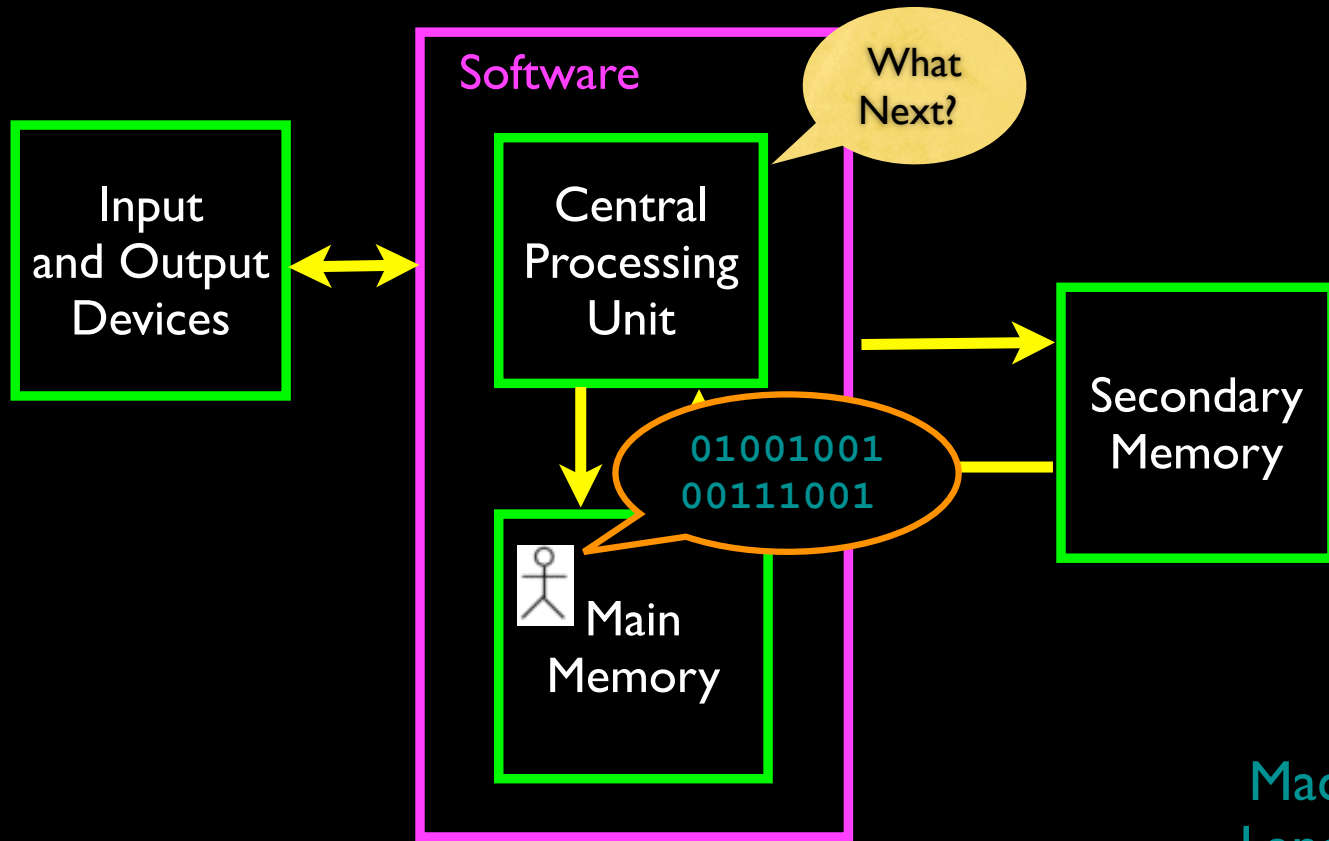 Software
What
Next?
Input
and Output
Devices
Central
Processing
Unit
01001001
00111001
Secondary
Memory
Main
Memory